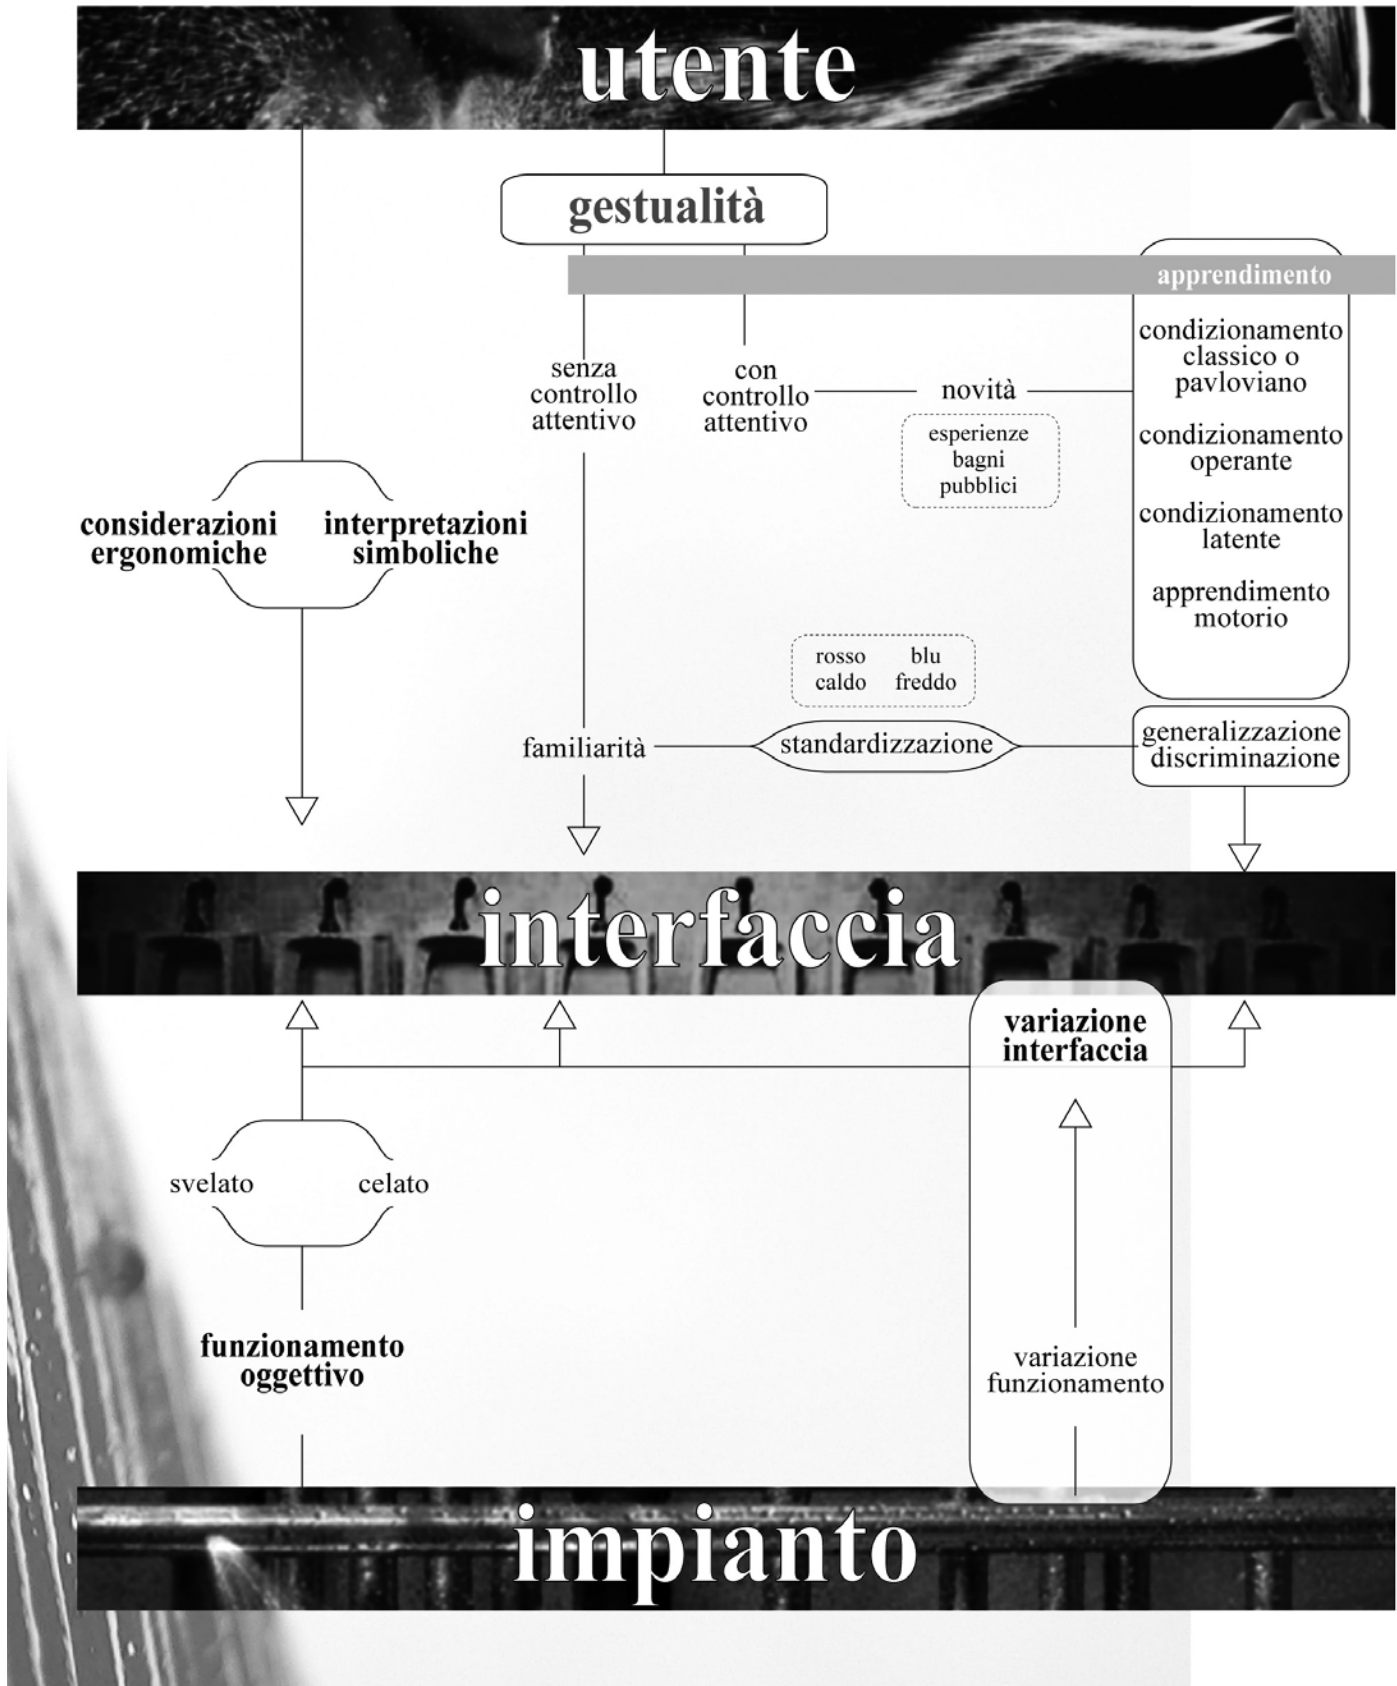 utente
gestualità
apprendimento
senza
controllo
attentivo
con
controllo
attentivo
novità
esperienze
bagni
pubblici
condizionamento
classico o
pavloviano
condizionamento
operante
condizionamento
latente
apprendimento
motorio
considerazioni
ergonomiche
interpretazioni
simboliche
rosso
caldo
blu
freddo
familiarità
standardizzazione
generalizzazione
discriminazione
interfaccia
variazione
interfaccia
svelato
celato
funzionamento
oggettivo
variazione
funzionamento
impianto